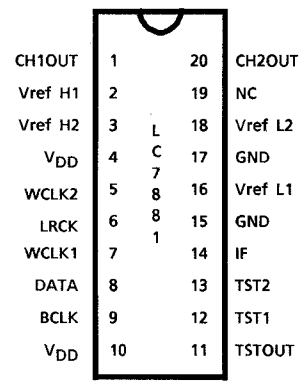 CH1OUT 1 20 CH2OUT
Vref H1 2 19 NC
Vref H2 3 18 Vref L2
VDD 4 17 GND
WCLK2 5 16 Vref L1
LRCK 6 15 GND
WCLK1 7 14 IF
DATA 8 13 TST2
BCLK 9 12 TST1
VDD 10 11 TSTOUT
LC7881